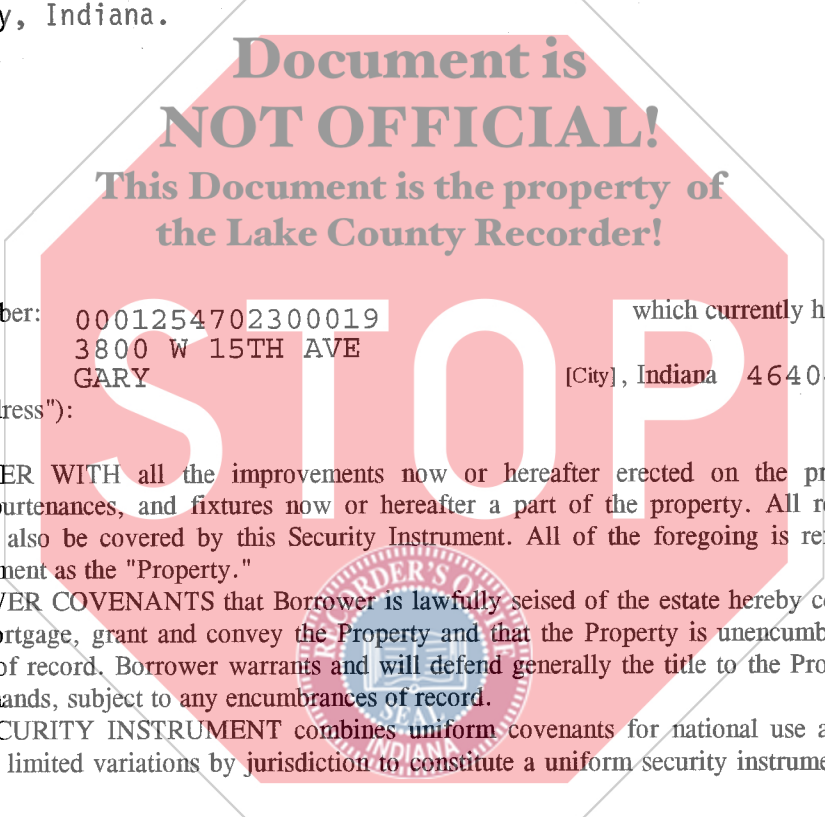 y, Indiana.
Document is
NOT OFFICIAL!
This Document is the property of
the Lake County Recorder!
ber: 0001254702300019 which currently h
3800 W 15TH AVE
GARY [City], Indiana 4640
ress"):
STOP
ER WITH all the improvements now or hereafter erected on the pr
urtenances, and fixtures now or hereafter a part of the property. All r
also be covered by this Security Instrument. All of the foregoing is re
ment as the "Property."
VER COVENANTS that Borrower is lawfully seised of the estate hereby c
ortgage, grant and convey the Property and that the Property is unencumb
of record. Borrower warrants and will defend generally the title to the Pro
ands, subject to any encumbrances of record.
CURITY INSTRUMENT combines uniform covenants for national use a
limited variations by jurisdiction to constitute a uniform security instrume
RECORDER'S OFFICE
SEAL
INDIANA